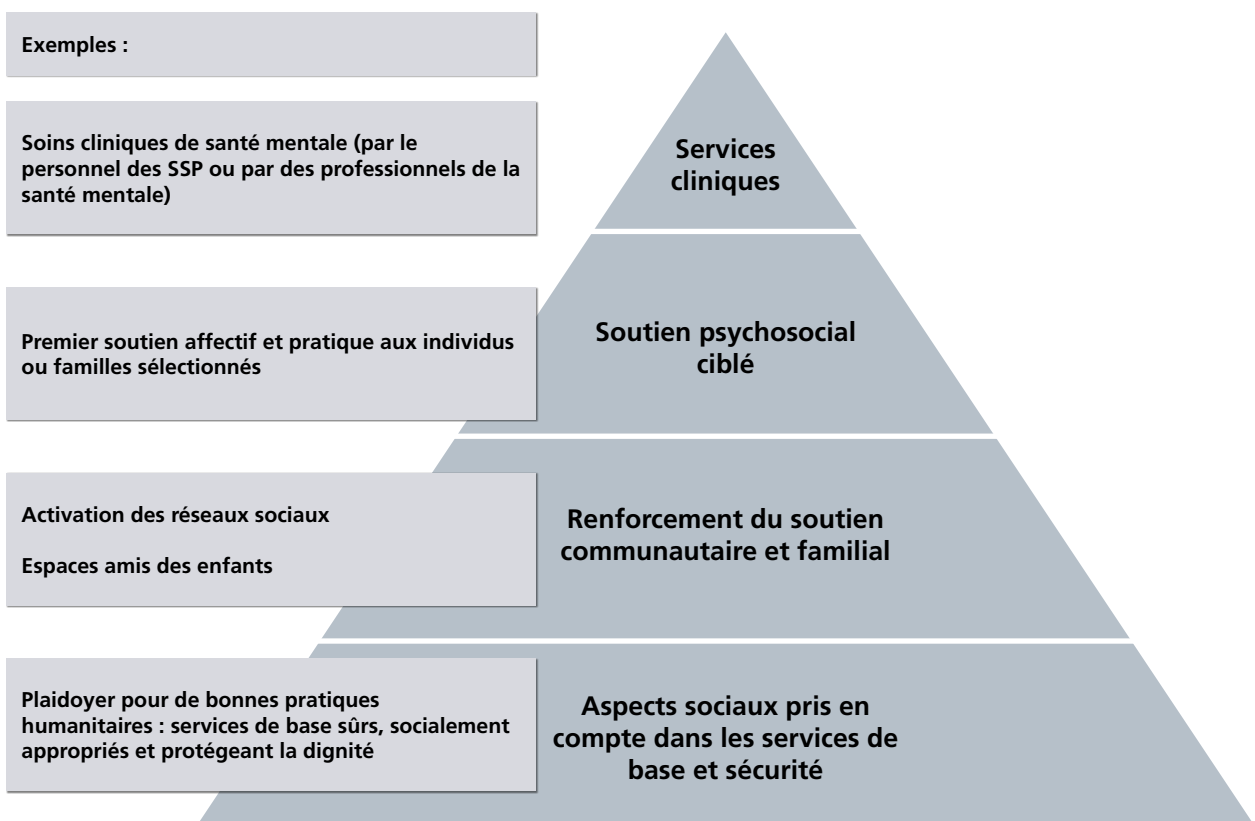 Exemples :
Soins cliniques de santé mentale (par le
personnel des SSP ou par des professionnels de la
santé mentale)
Services
cliniques
Premier soutien affectif et pratique aux individus
ou familles sélectionnés
Soutien psychosocial
ciblé
Activation des réseaux sociaux
Espaces amis des enfants
Renforcement du soutien
communautaire et familial
Plaidoyer pour de bonnes pratiques
humanitaires : services de base sûrs, socialement
appropriés et protégeant la dignité
Aspects sociaux pris en
compte dans les services de
base et sécurité